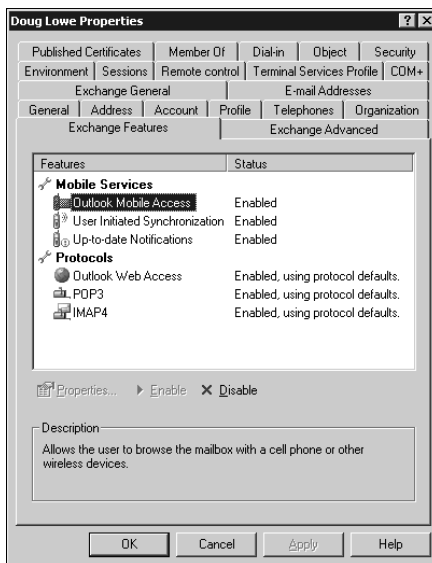 Doug Lowe Properties
Published Certificates Member Of Dial-in Object Security
Environment Sessions Remote control Terminal Services Profile COM+
Exchange General E-mail Addresses
General Address Account Profile Telephones Organization
Exchange Features Exchange Advanced
Features Status
Mobile Services
Outlook Mobile Access Enabled
User Initiated Synchronization Enabled
Up-to-date Notifications Enabled
Protocols
Outlook Web Access Enabled, using protocol defaults.
POP3 Enabled, using protocol defaults.
IMAP4 Enabled, using protocol defaults.
Properties... Enable Disable
Description
Allows the user to browse the mailbox with a cell phone or other
wireless devices.
OK Cancel Apply Help